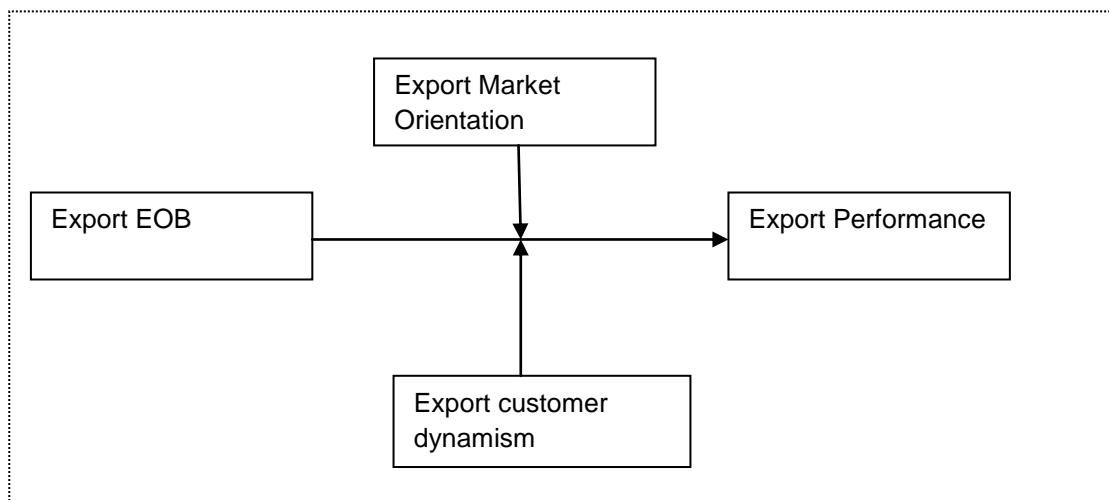 Export Market
Orientation
Export EOB
Export Performance
Export customer
dynamism